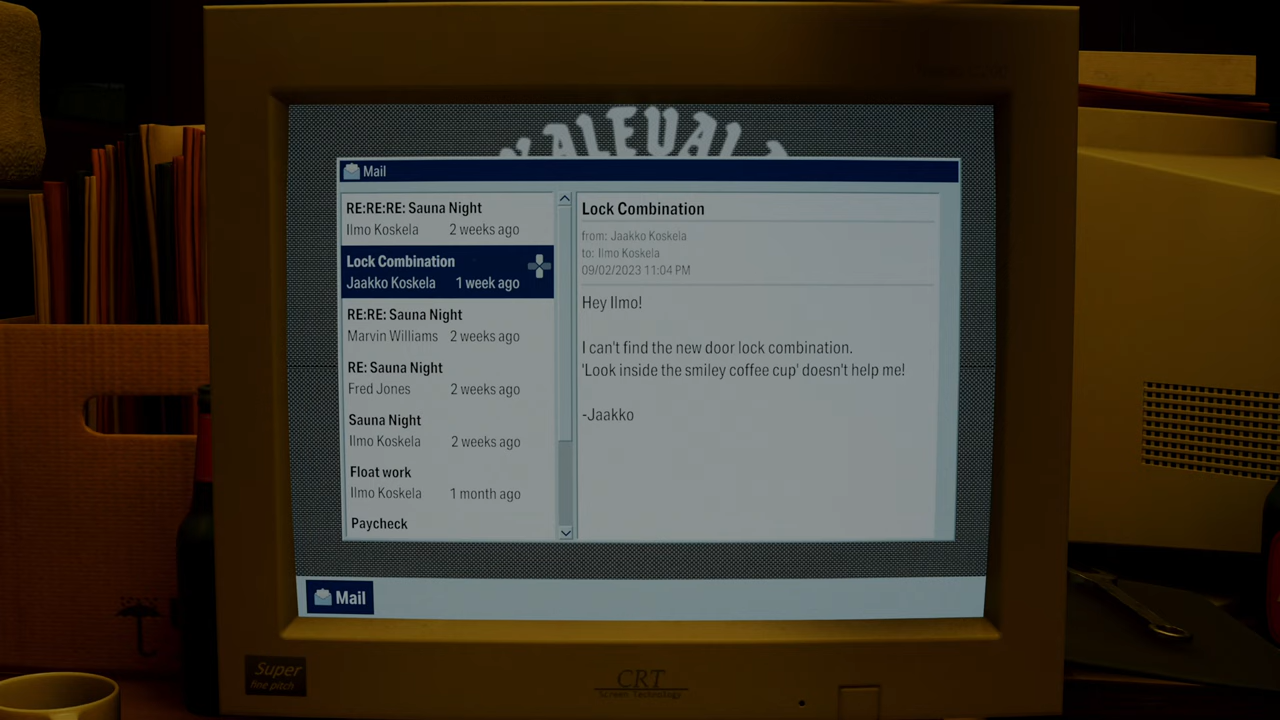 Mail
RE:RE:RE: Sauna Night
Ilmo Koskela 2 weeks ago
Lock Combination
Jaakko Koskela 1 week ago
RE:RE: Sauna Night
Marvin Williams 2 weeks ago
RE: Sauna Night
Fred Jones 2 weeks ago
Sauna Night
Ilmo Koskela 2 weeks ago
Float work
Ilmo Koskela 1 month ago
Paycheck
Lock Combination
from: Jaakko Koskela
to: Ilmo Koskela
09/02/2023 11:04 PM
Hey Ilmo!
I can't find the new door lock combination.
'Look inside the smiley coffee cup' doesn't help me!
-Jaakko
Mail
Super
fine pitch
CRT
Screen Technology